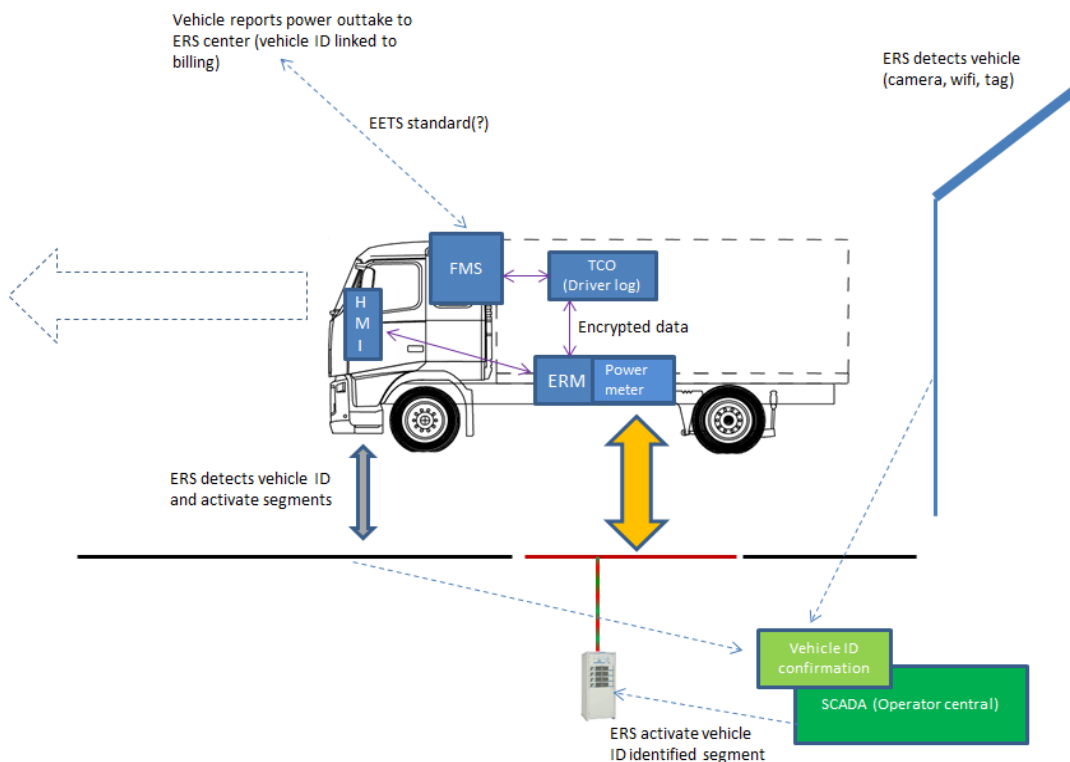 Vehicle reports power outtake to
ERS center (vehicle ID linked to
billing)
ERS detects vehicle
(camera, wifi, tag)
EETS standard(?)
FMS
TCO
(Driver log)
H
M
I
Encrypted data
ERM
Power
meter
ERS detects vehicle ID
and activate segments
Vehicle ID
confirmation
SCADA (Operator central)
ERS activate vehicle
ID identified segment